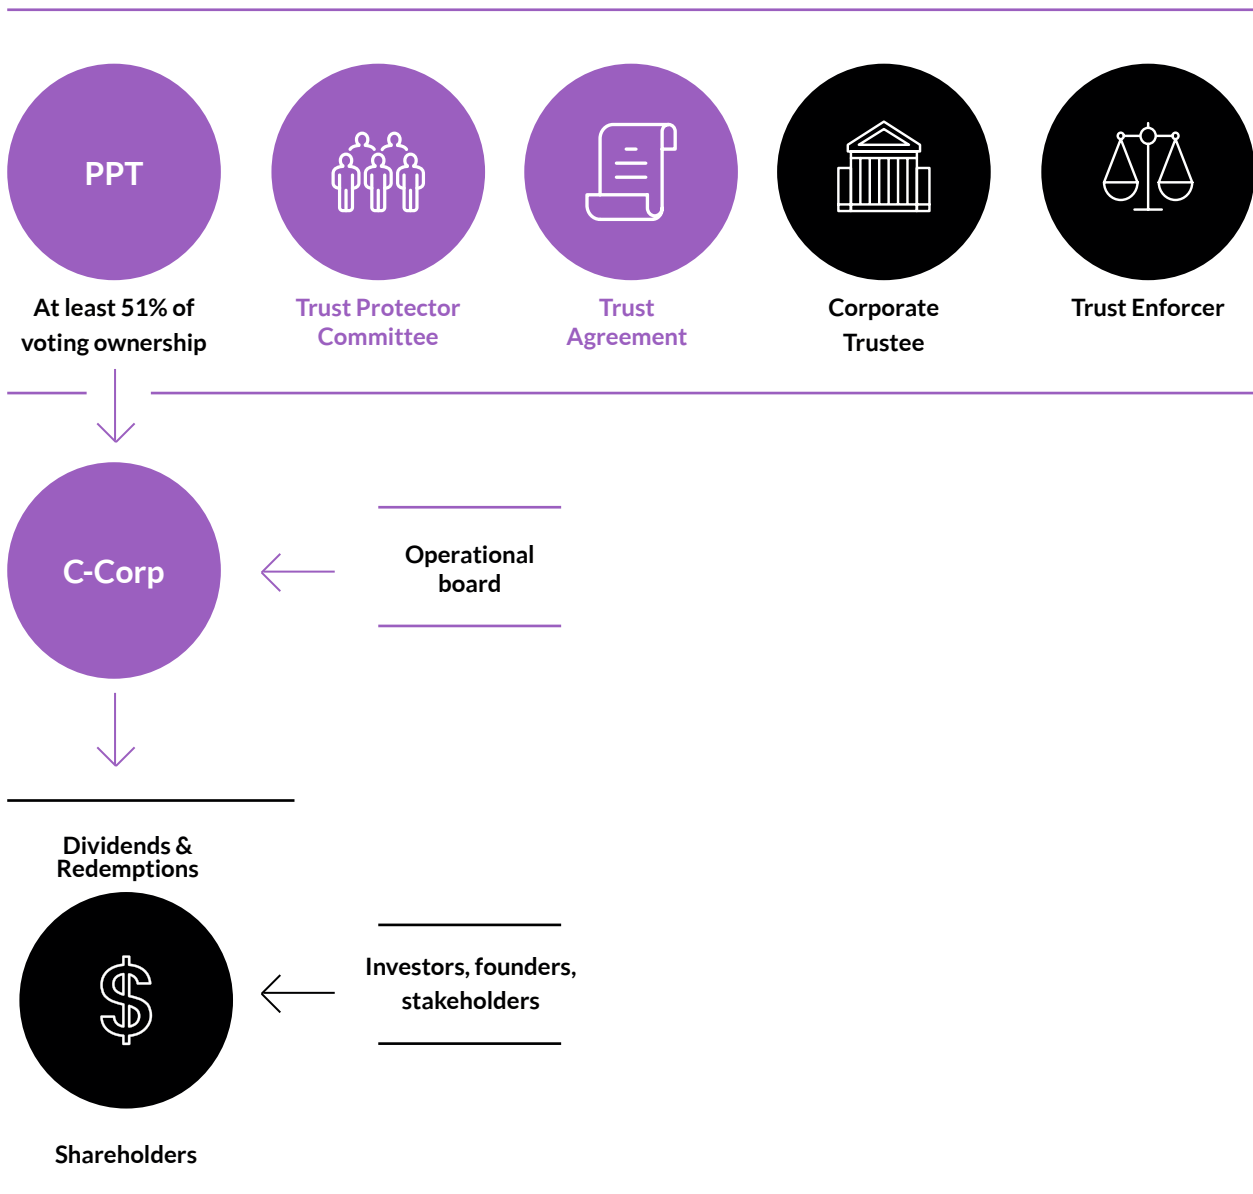 PPT
At least 51% of
voting ownership
Trust Protector
Committee
Trust
Agreement
Corporate
Trustee
Trust Enforcer
C-Corp
Operational
board
Dividends &
Redemptions
$
Investors, founders,
stakeholders
Shareholders